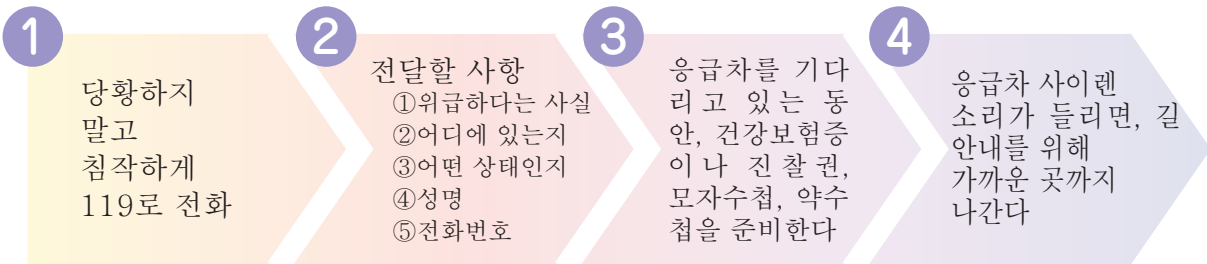 1
당황하지
말고
침착하게
119로 전화
2
전달할 사항
①위급하다는 사실
②어디에 있는지
③어떤 상태인지
④성명
⑤전화번호
3
응급차를 기다
리고 있는 동
안, 건강보험증
이나 진찰권,
모자수첩, 약수
첩을 준비한다
4
응급차 사이렌
소리가 들리면, 길
안내를 위해
가까운 곳까지
나간다